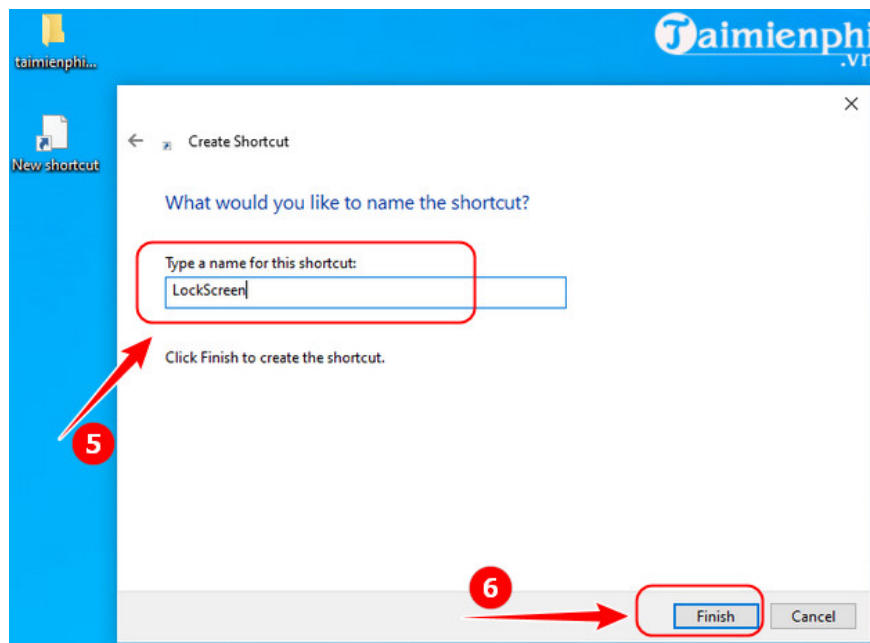 taimienphi...
Taimienphi
.vn
New shortcut
Create Shortcut
What would you like to name the shortcut?
Type a name for this shortcut:
LockScreen
Click Finish to create the shortcut.
5
6
Finish
Cancel